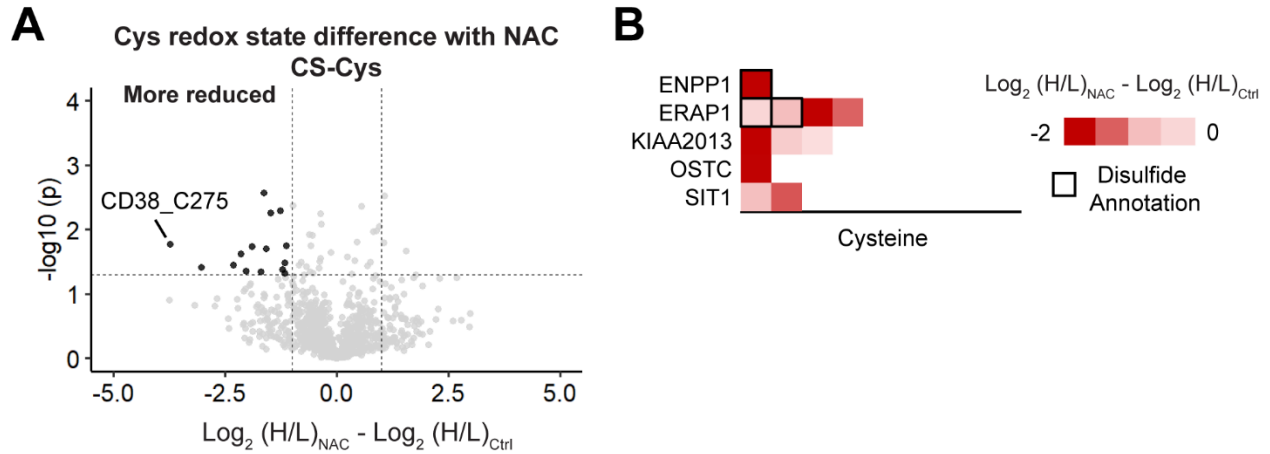 A
Cys redox state difference with NAC
CS-Cys
More reduced
4
3
2
1
0
CD38_C275
-log10 (p)
-5.0 -2.5 0.0 2.5 5.0
Log2 (H/L)NAC - Log2 (H/L)Ctrl
B
ENPP1
ERAP1
KIAA2013
OSTC
SIT1
Cysteine
Log2 (H/L)NAC - Log2 (H/L)Ctrl
-2 0
Disulfide
Annotation